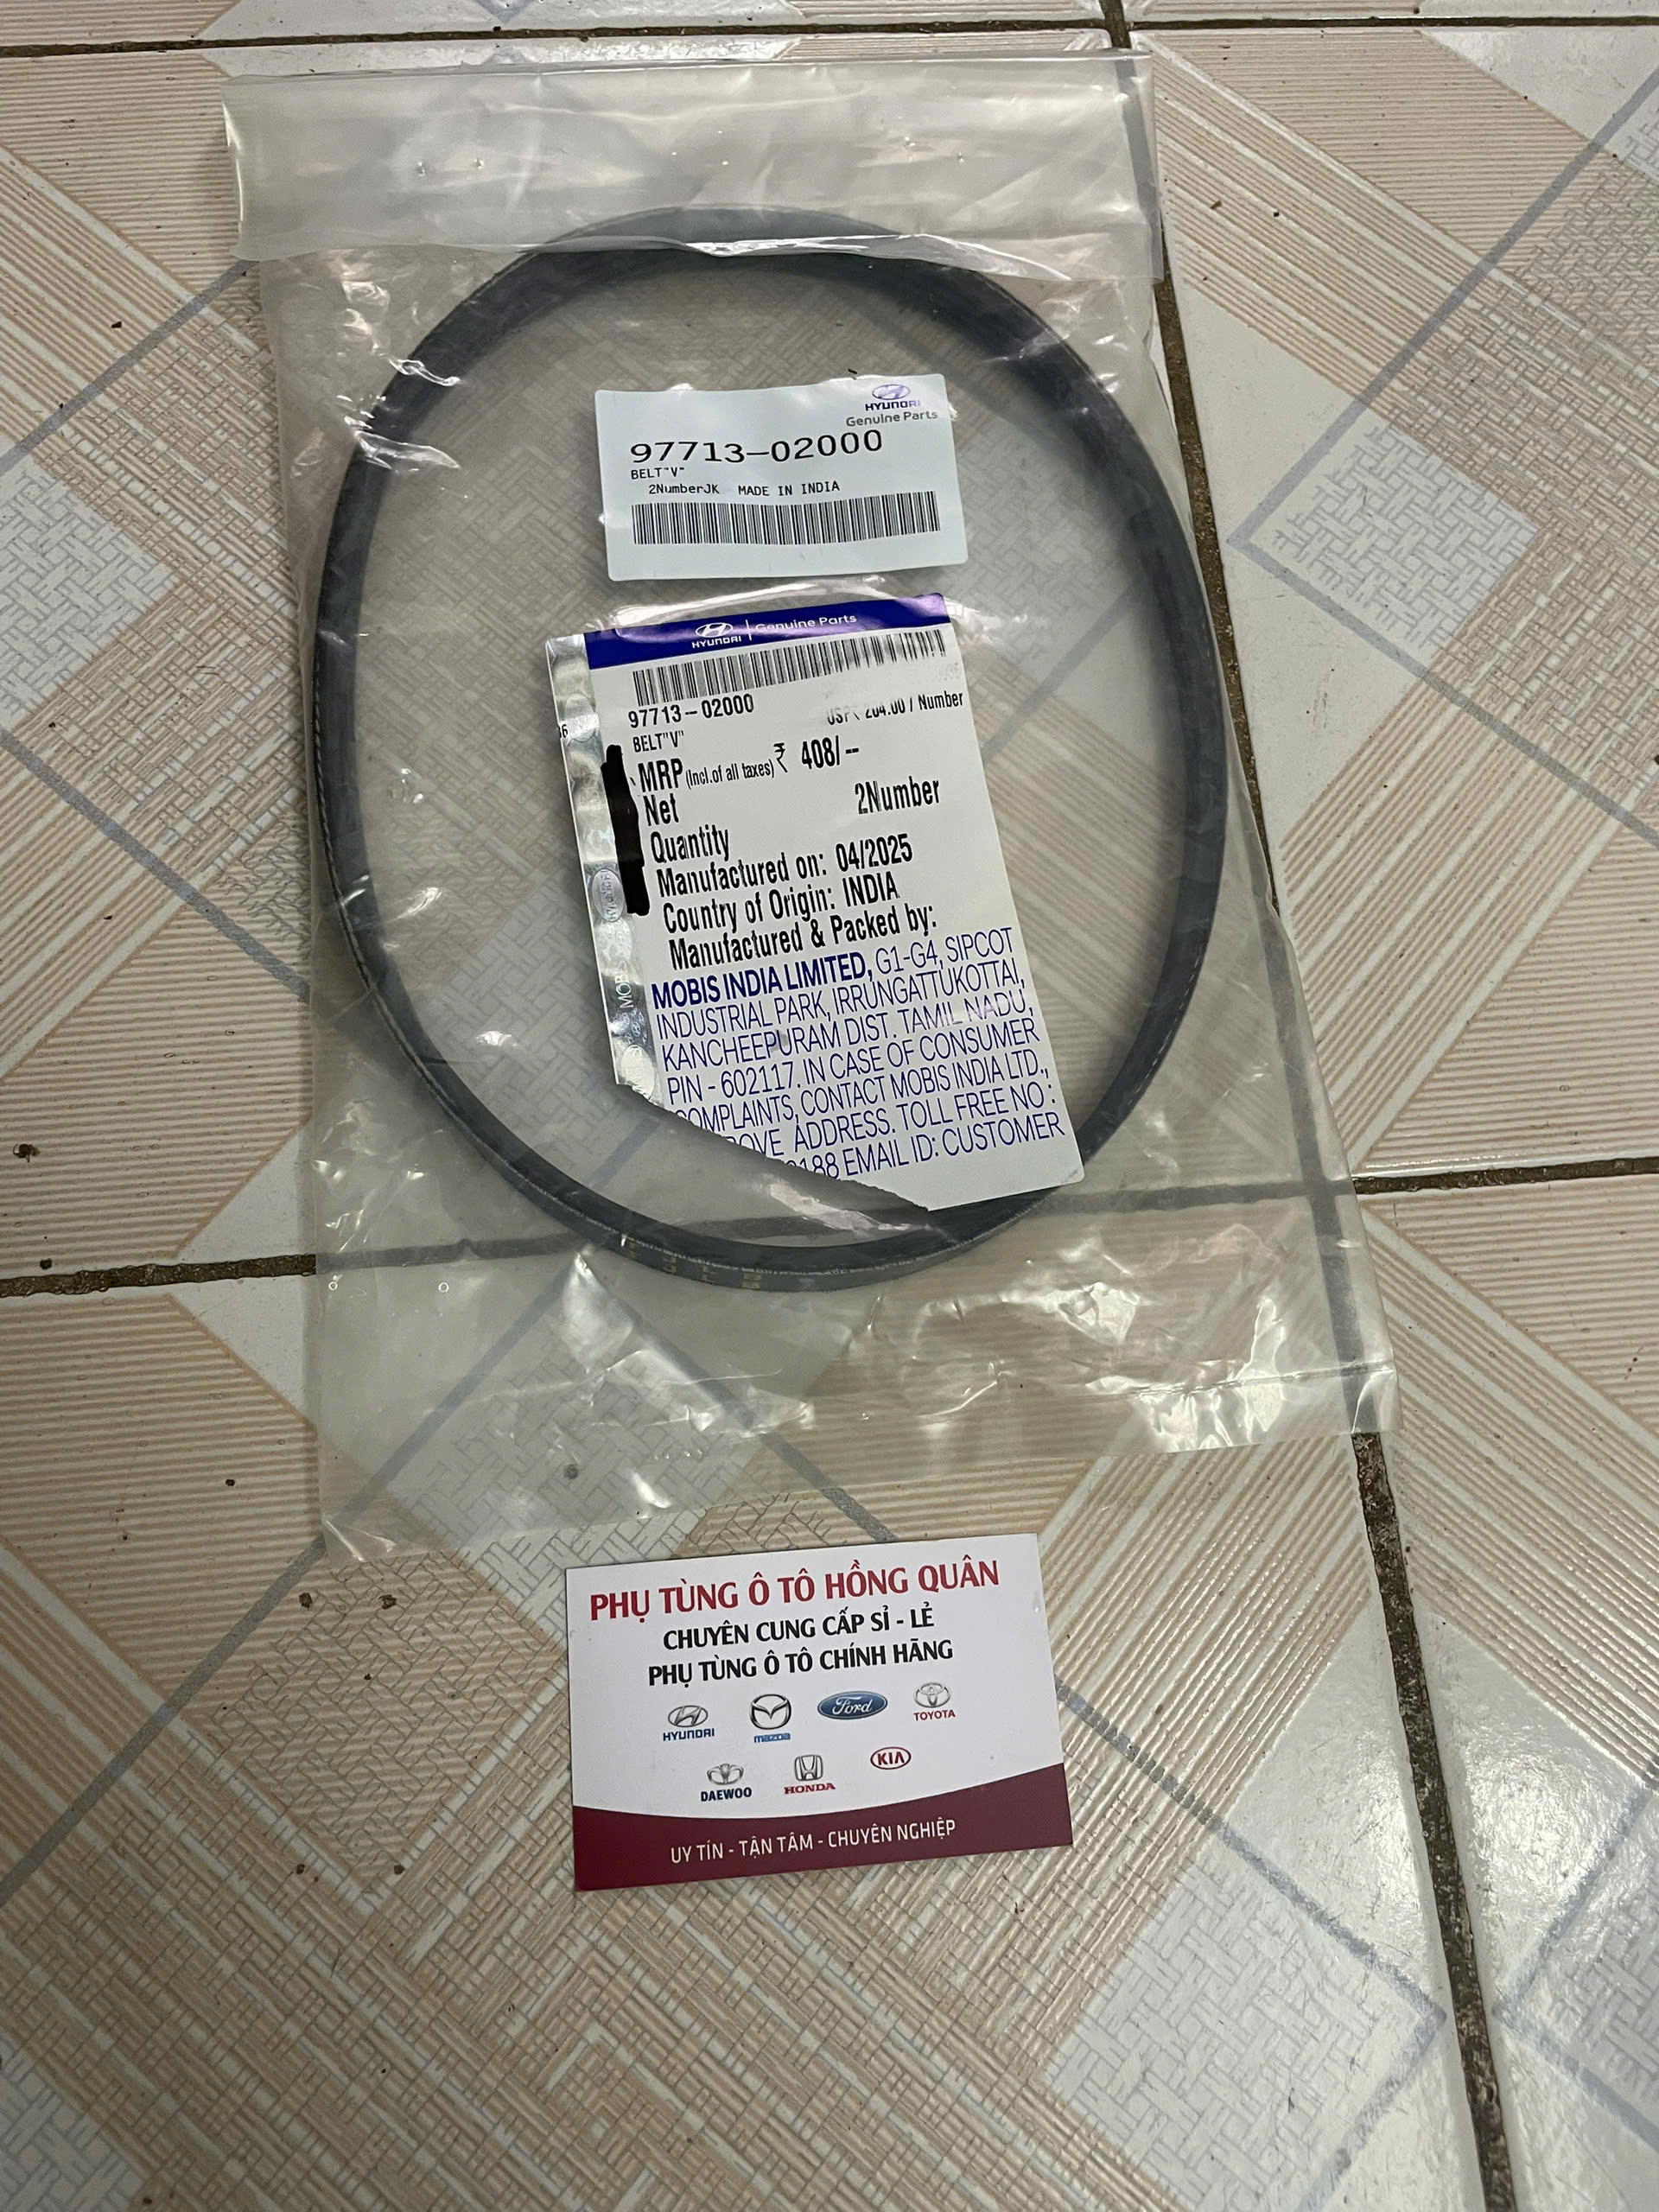 HYUNDAI
Genuine Parts
97713-02000
BELT"V"
2NumberJK MADE IN INDIA
HYUNDAI | Genuine Parts
97713-02000 USP₹ 204.00 / Number
BELT"V"
MRP (Incl.of all taxes) ₹ 408/--
Net 2Number
Quantity
Manufactured on: 04/2025
Country of Origin: INDIA
Manufactured & Packed by:
MOBIS INDIA LIMITED, G1-G4, SIPCOT
INDUSTRIAL PARK, IRRUNGATTUKOTTAI,
KANCHEEPURAM DIST. TAMIL NADU,
PIN - 602117. IN CASE OF CONSUMER
COMPLAINTS, CONTACT MOBIS INDIA LTD.,
ADDRESS. TOLL FREE NO :
EMAIL ID: CUSTOMER
MOBIS
PHỤ TÙNG Ô TÔ HỒNG QUÂN
CHUYÊN CUNG CẤP SỈ - LẺ
PHỤ TÙNG Ô TÔ CHÍNH HÃNG
HYUNDAI mazda Ford TOYOTA
DAEWOO HONDA KIA
UY TÍN - TẬN TÂM - CHUYÊN NGHIỆP